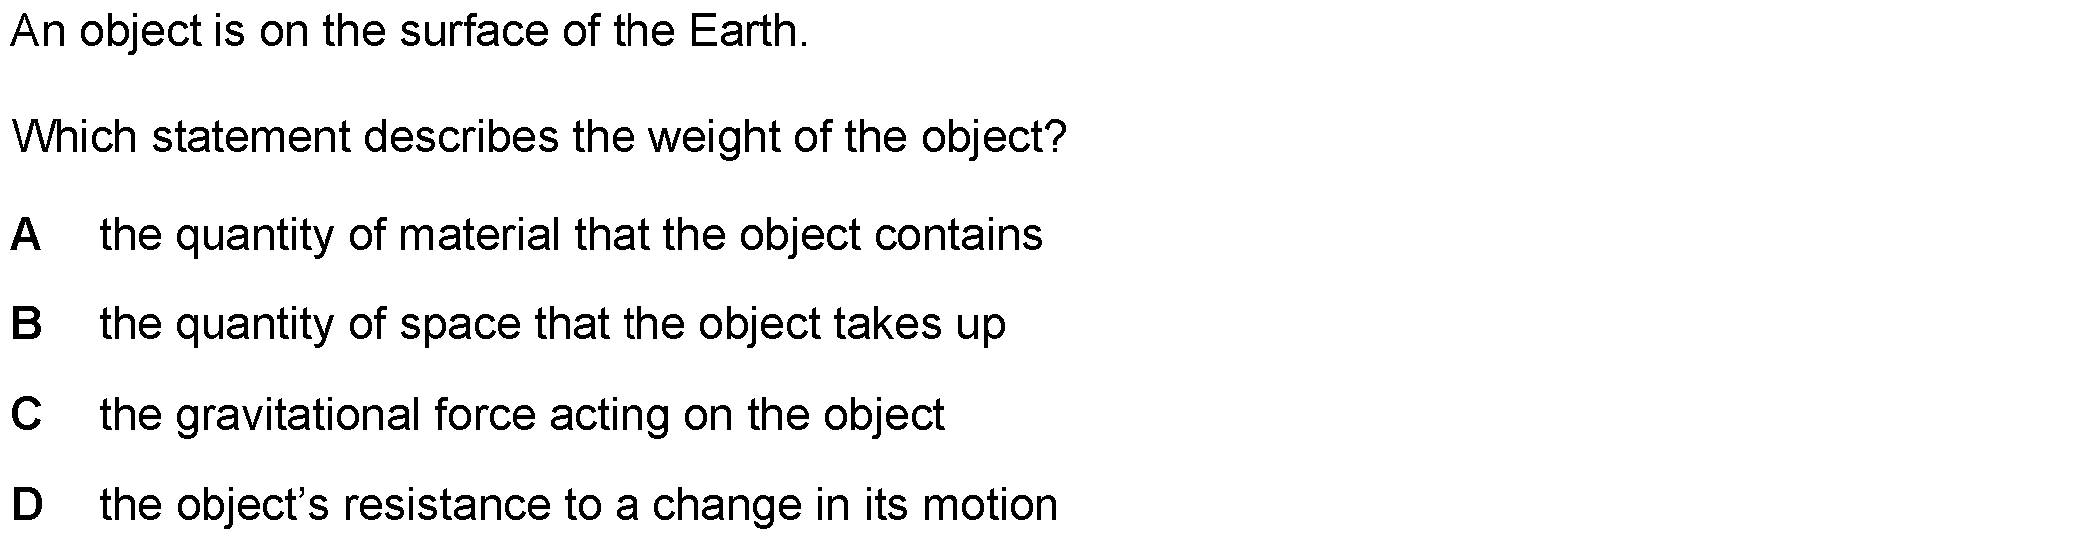 An object is on the surface of the Earth.
Which statement describes the weight of the object?
A the quantity of material that the object contains
B the quantity of space that the object takes up
C the gravitational force acting on the object
D the object’s resistance to a change in its motion